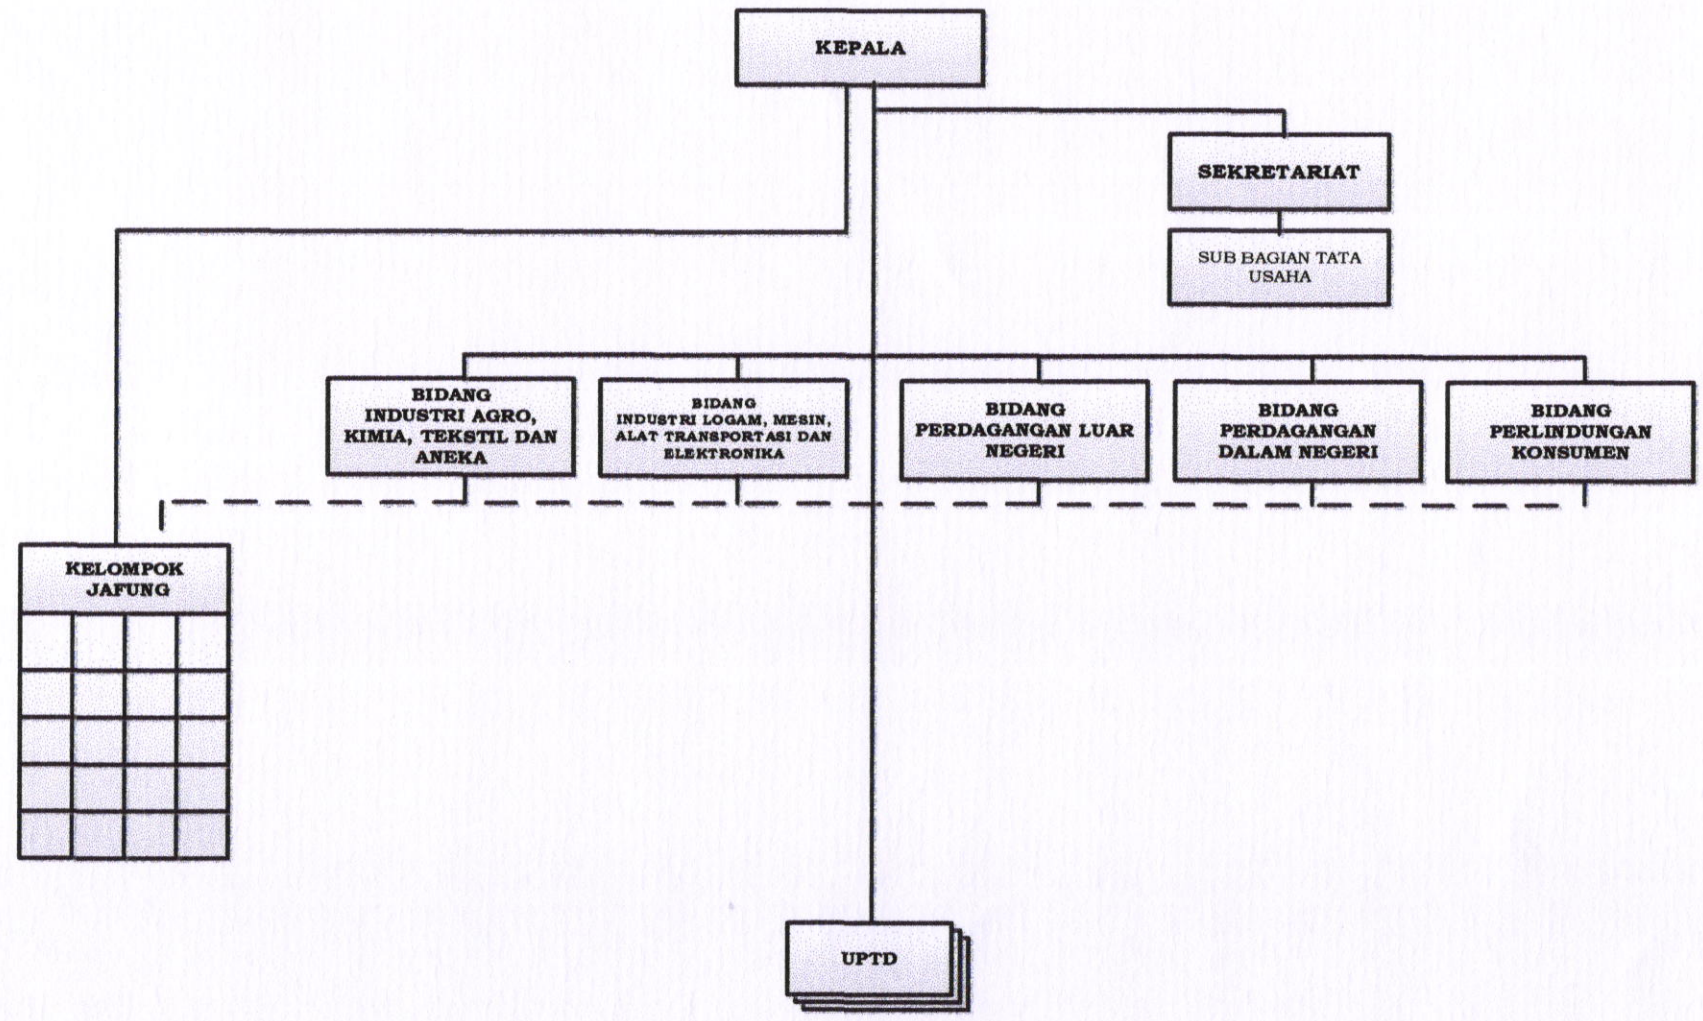 KEPALA
SEKRETARIAT
SUB BAGIAN TATA
USAHA
BIDANG
INDUSTRI AGRO,
KIMIA, TEKSTIL DAN
ANEKA
BIDANG
INDUSTRI LOGAM, MESIN,
ALAT TRANSPORTASI DAN
ELEKTRONIKA
BIDANG
PERDAGANGAN LUAR
NEGERI
BIDANG
PERDAGANGAN
DALAM NEGERI
BIDANG
PERLINDUNGAN
KONSUMEN
KELOMPOK
JAFUNG
UPTD